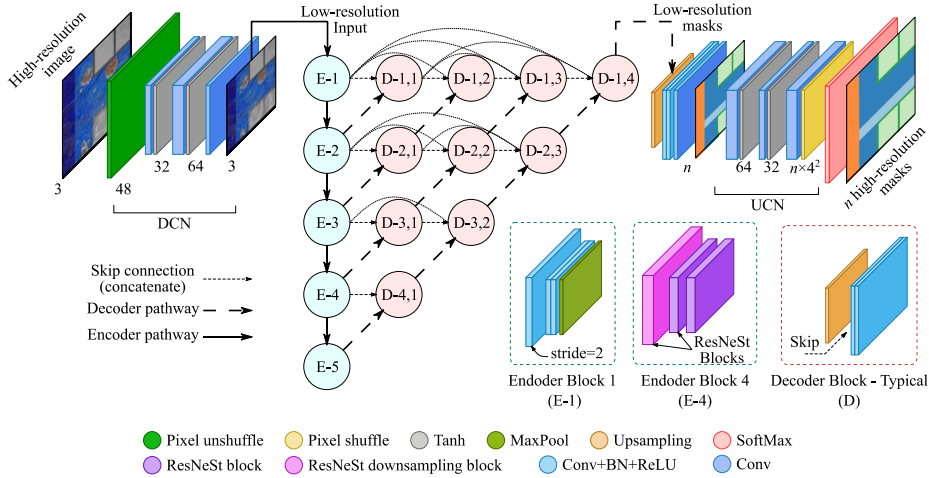 High-resolution
image
3
48
32
64
3
DCN
Low-resolution
Input
Low-resolution
masks
n
64
32
n×4²
UCN
n high-resolution
masks
E-1
D-1,1
D-1,2
D-1,3
D-1,4
E-2
D-2,1
D-2,2
D-2,3
E-3
D-3,1
D-3,2
E-4
D-4,1
E-5
Skip connection
(concatenate)
Decoder pathway
Encoder pathway
stride=2
Endoder Block 1
(E-1)
ResNeSt
Blocks
Endoder Block 4
(E-4)
Skip
Decoder Block - Typical
(D)
Pixel unshuffle
Pixel shuffle
Tanh
MaxPool
Upsampling
SoftMax
ResNeSt block
ResNeSt downsampling block
Conv+BN+ReLU
Conv